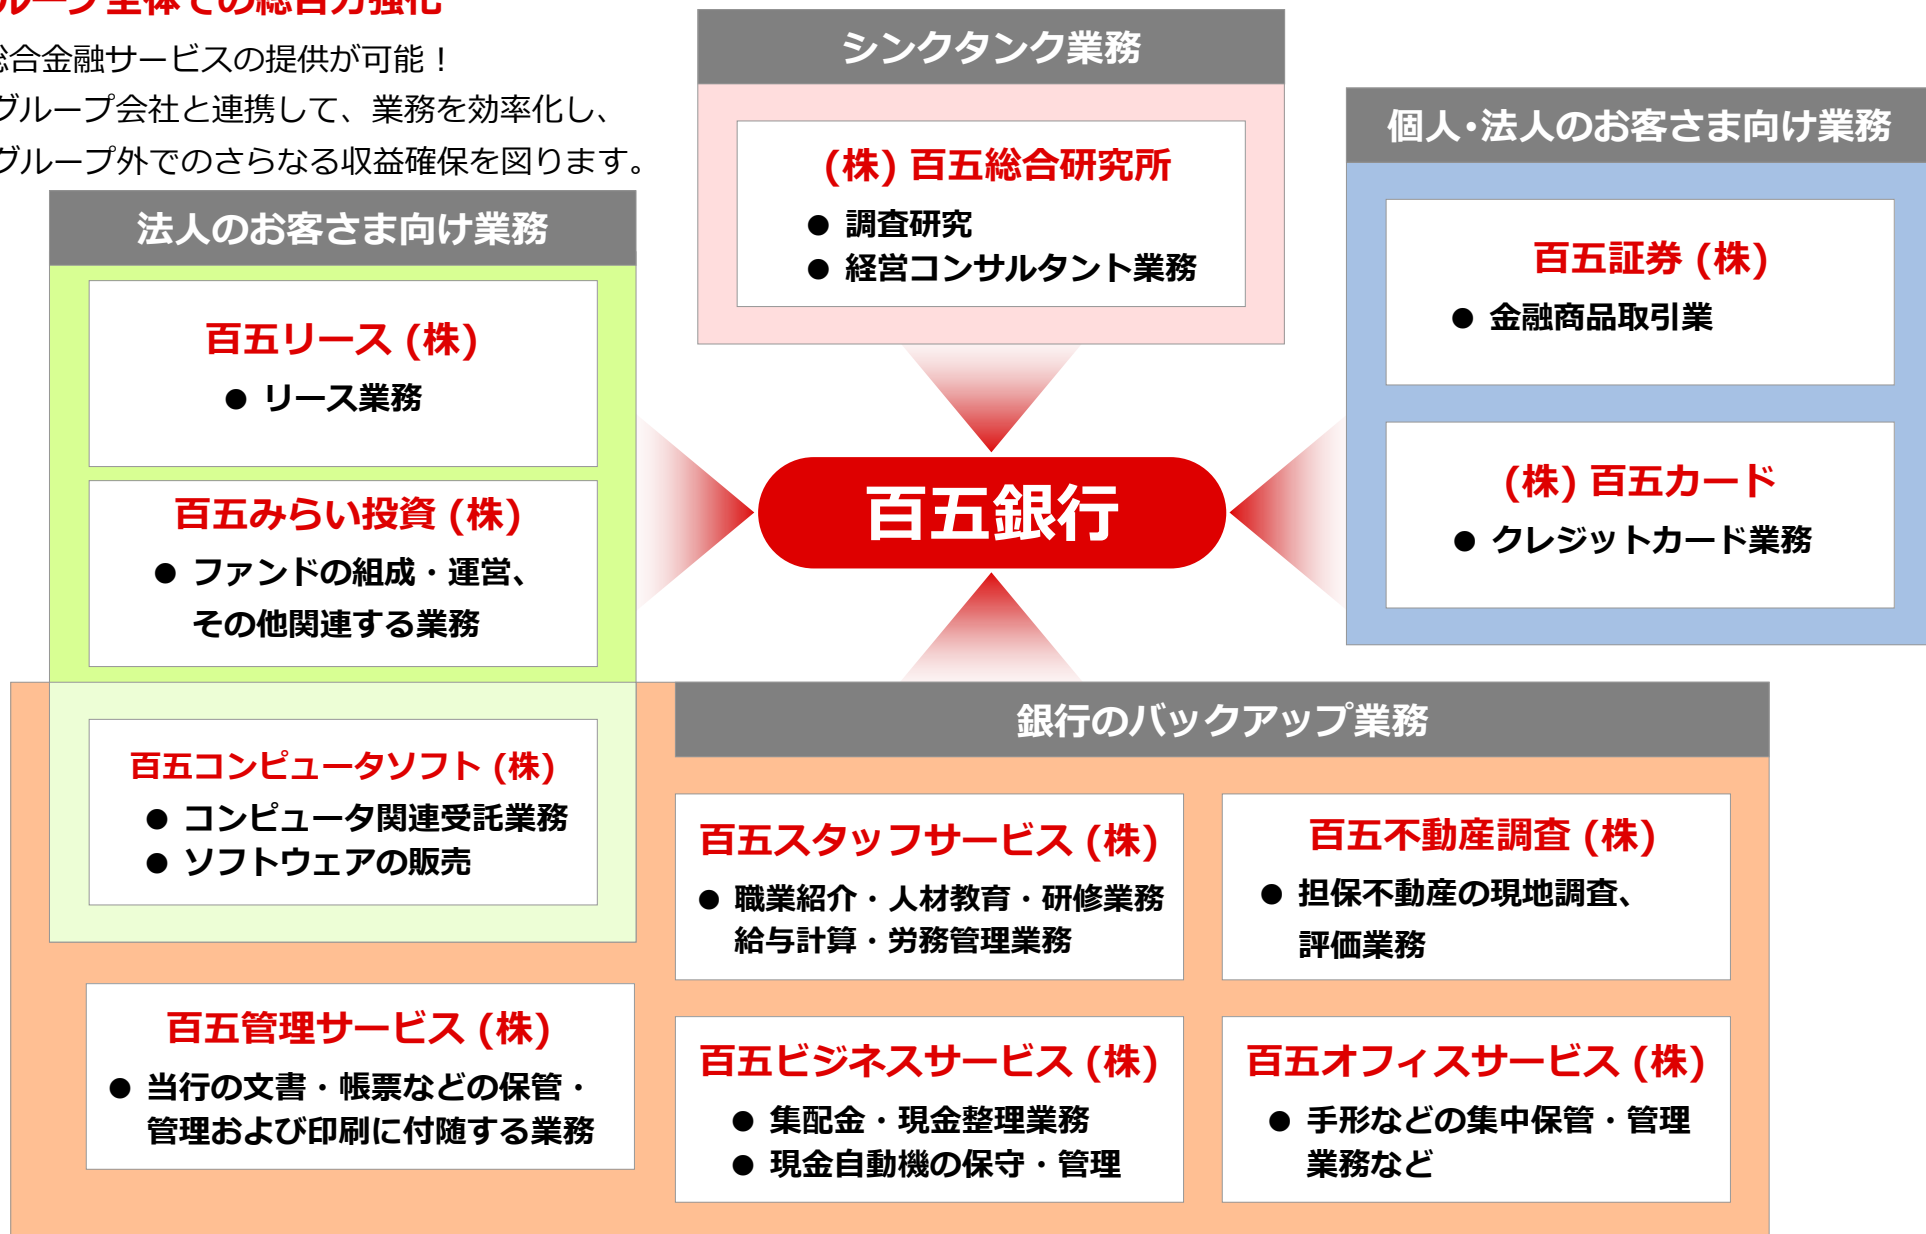 ループ全体での総合力強化
総合金融サービスの提供が可能！
グループ会社と連携して、業務を効率化し、
グループ外でのさらなる収益確保を図ります。
シンクタンク業務
(株) 百五総合研究所
● 調査研究
● 経営コンサルタント業務
個人･法人のお客さま向け業務
百五証券 (株)
● 金融商品取引業
(株) 百五カード
● クレジットカード業務
法人のお客さま向け業務
百五リース (株)
● リース業務
百五みらい投資 (株)
● ファンドの組成・運営、
その他関連する業務
百五銀行
百五コンピュータソフト (株)
● コンピュータ関連受託業務
● ソフトウェアの販売
銀行のバックアップ業務
百五スタッフサービス (株)
● 職業紹介・人材教育・研修業務
給与計算・労務管理業務
百五不動産調査 (株)
● 担保不動産の現地調査、
評価業務
百五管理サービス (株)
● 当行の文書・帳票などの保管・
管理および印刷に付随する業務
百五ビジネスサービス (株)
● 集配金・現金整理業務
● 現金自動機の保守・管理
百五オフィスサービス (株)
● 手形などの集中保管・管理
業務など